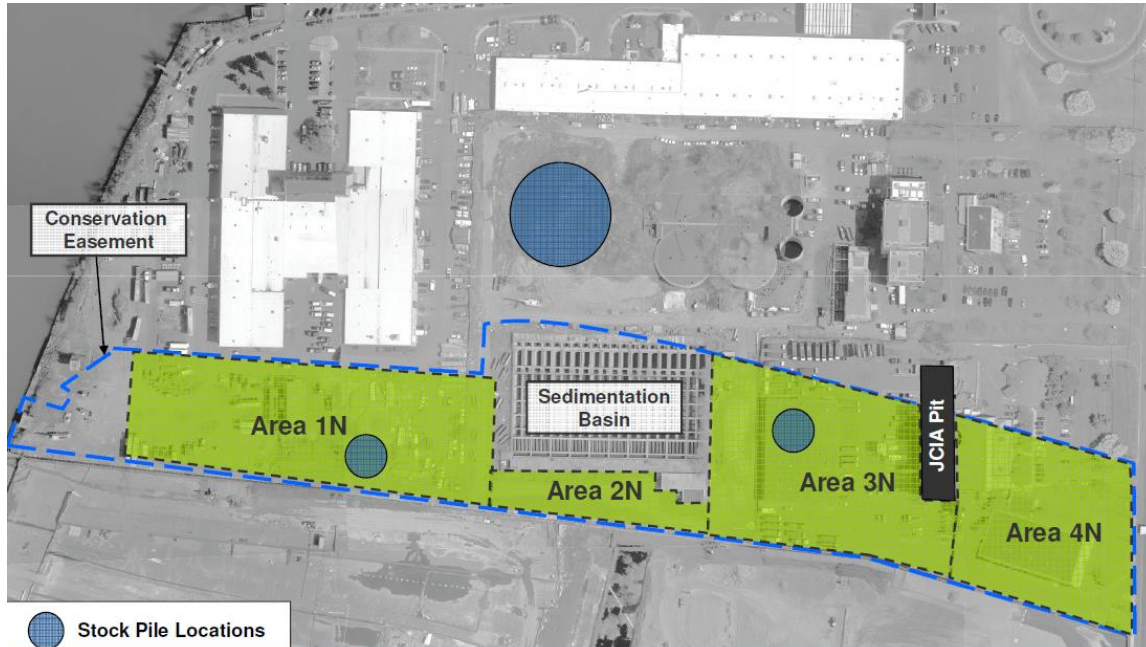 Conservation
Easement
Area 1N
Sedimentation
Basin
Area 2N
Area 3N
JCIA Pit
Area 4N
Stock Pile Locations